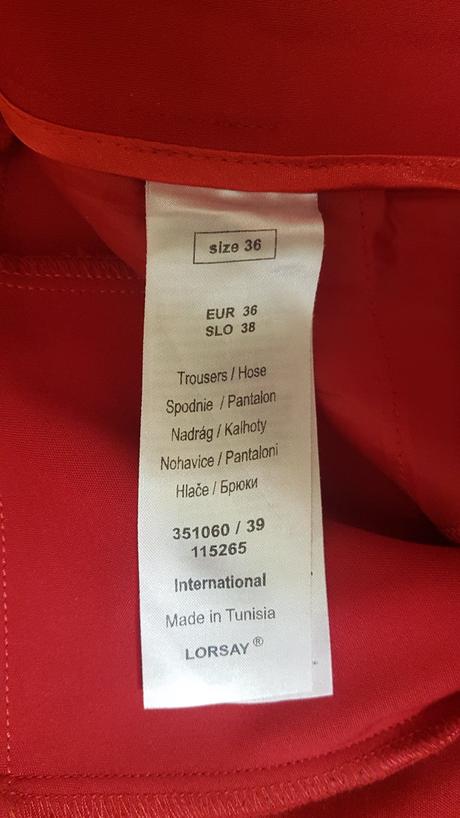 size 36
EUR 36
SLO 38
Trousers / Hose
Spodnie / Pantalon
Nadrág / Kalhoty
Nohavice / Pantaloni
Hlače / Брюки
351060 / 39
115265
International
Made in Tunisia
LORSAY ®